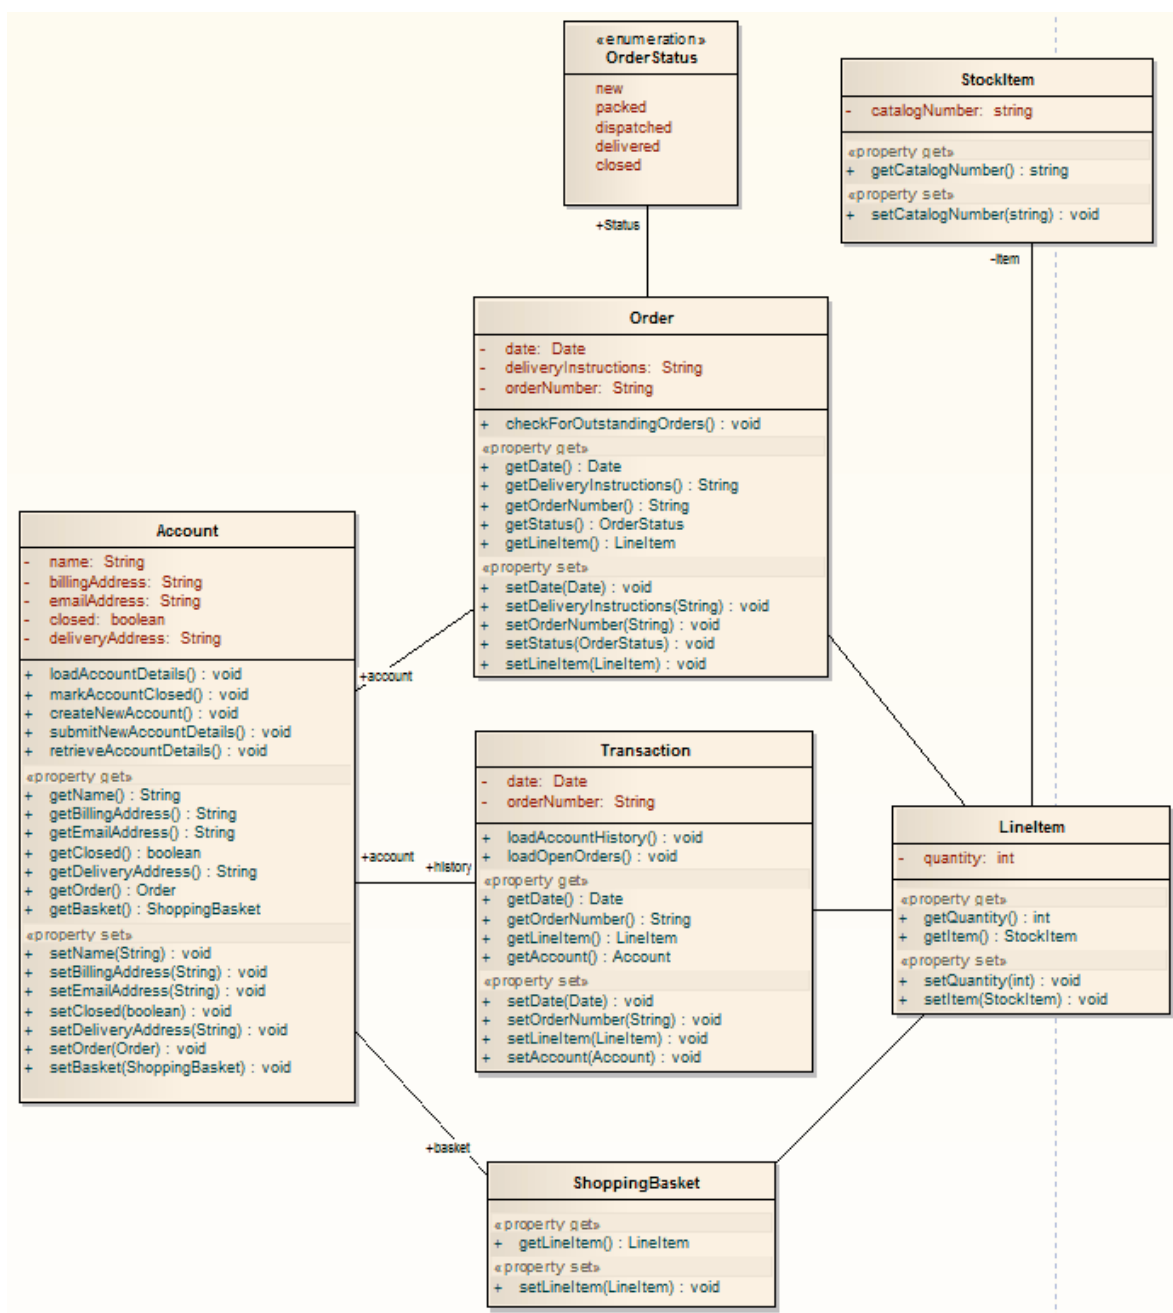 «enumeration»
OrderStatus
new
packed
dispatched
delivered
closed
+Status
StockItem
- catalogNumber: string
«property get»
+ getCatalogNumber() : string
«property set»
+ setCatalogNumber(string) : void
-Item
Order
- date: Date
- deliveryInstructions: String
- orderNumber: String
+ checkForOutstandingOrders() : void
«property get»
+ getDate() : Date
+ getDeliveryInstructions() : String
+ getOrderNumber() : String
+ getStatus() : OrderStatus
+ getLineItem() : LineItem
«property set»
+ setDate(Date) : void
+ setDeliveryInstructions(String) : void
+ setOrderNumber(String) : void
+ setStatus(OrderStatus) : void
+ setLineItem(LineItem) : void
Account
- name: String
- billingAddress: String
- emailAddress: String
- closed: boolean
- deliveryAddress: String
+ loadAccountDetails() : void
+ markAccountClosed() : void
+ createNewAccount() : void
+ submitNewAccountDetails() : void
+ retrieveAccountDetails() : void
«property get»
+ getName() : String
+ getBillingAddress() : String
+ getEmailAddress() : String
+ getClosed() : boolean
+ getDeliveryAddress() : String
+ getOrder() : Order
+ getBasket() : ShoppingBasket
«property set»
+ setName(String) : void
+ setBillingAddress(String) : void
+ setEmailAddress(String) : void
+ setClosed(boolean) : void
+ setDeliveryAddress(String) : void
+ setOrder(Order) : void
+ setBasket(ShoppingBasket) : void
+account
+account
+history
+basket
Transaction
- date: Date
- orderNumber: String
+ loadAccountHistory() : void
+ loadOpenOrders() : void
«property get»
+ getDate() : Date
+ getOrderNumber() : String
+ getLineItem() : LineItem
+ getAccount() : Account
«property set»
+ setDate(Date) : void
+ setOrderNumber(String) : void
+ setLineItem(LineItem) : void
+ setAccount(Account) : void
LineItem
- quantity: int
«property get»
+ getQuantity() : int
+ getItem() : StockItem
«property set»
+ setQuantity(int) : void
+ setItem(StockItem) : void
ShoppingBasket
«property get»
+ getLineItem() : LineItem
«property set»
+ setLineItem(LineItem) : void